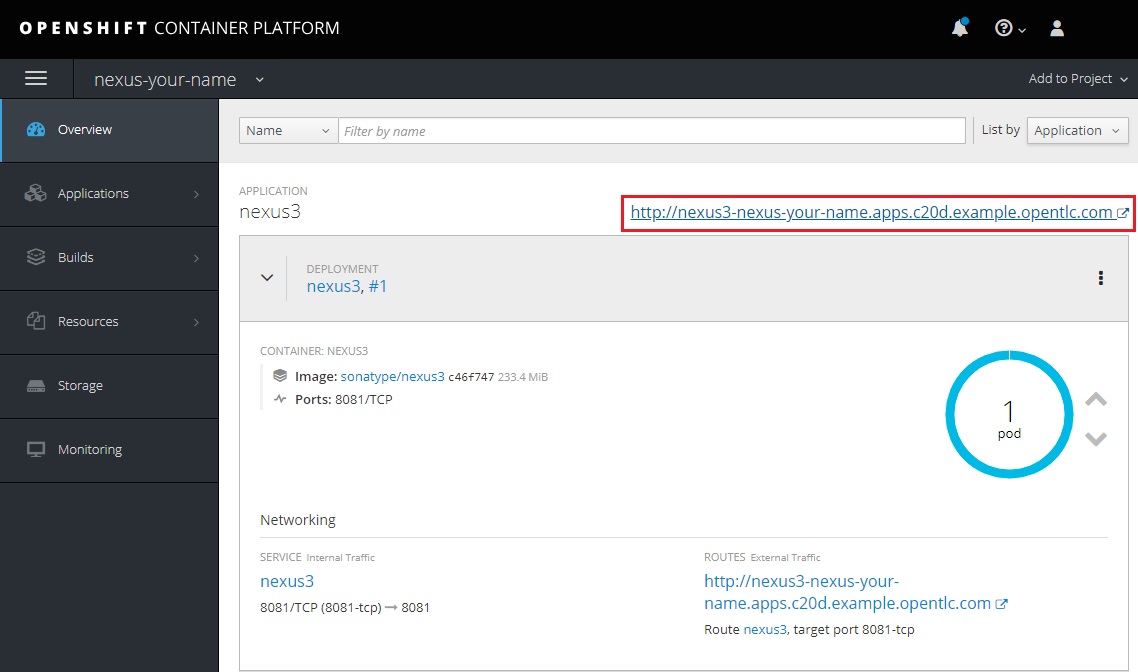 OPENSHIFT CONTAINER PLATFORM
nexus-your-name
Add to Project
Overview
Applications
Builds
Resources
Storage
Monitoring
Name
Filter by name
List by
Application
APPLICATION
nexus3
http://nexus3-nexus-your-name.apps.c20d.example.opentlc.com
DEPLOYMENT
nexus3, #1
CONTAINER: NEXUS3
Image: sonatype/nexus3 c46f747 233.4 MiB
Ports: 8081/TCP
1
pod
Networking
SERVICE Internal Traffic
nexus3
8081/TCP (8081-tcp) → 8081
ROUTES External Traffic
http://nexus3-nexus-your-
name.apps.c20d.example.opentlc.com
Route nexus3, target port 8081-tcp